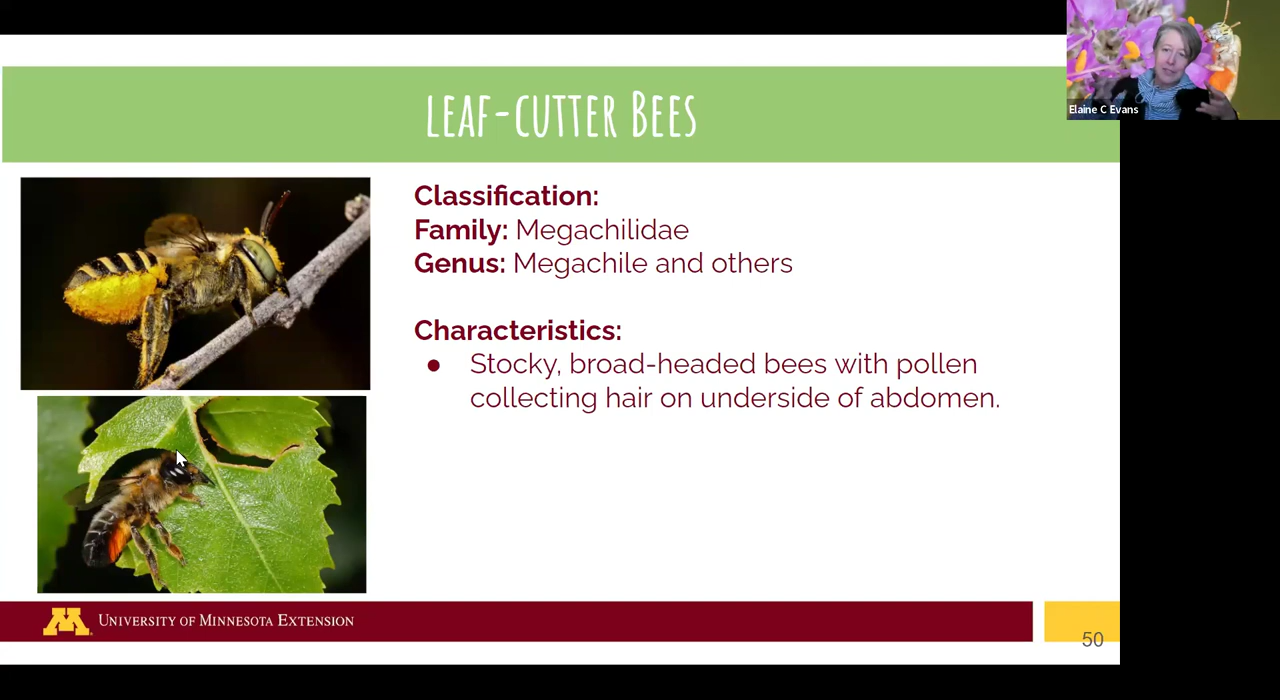 Elaine C Evans
LEAF-CUTTER BEES
Classification:
Family: Megachilidae
Genus: Megachile and others
Characteristics:
● Stocky, broad-headed bees with pollen
collecting hair on underside of abdomen.
M UNIVERSITY OF MINNESOTA EXTENSION
50